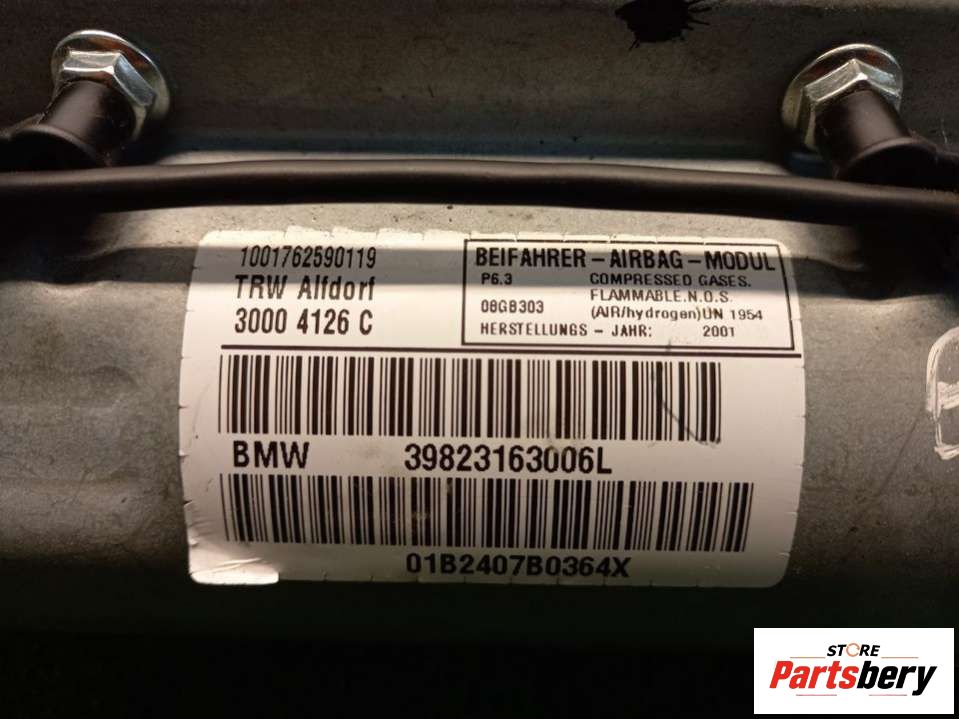 1001762590119
TRW Alfdorf
3000 4126 C
BEIFAHRER - AIRBAG - MODUL
P6.3 COMPRESSED GASES.
FLAMMABLE.N.O.S.
08GB303 (AIR/hydrogen)UN 1954
HERSTELLUNGS - JAHR: 2001
BMW 39823163006L
01B2407B0364X
STORE
Partsbery